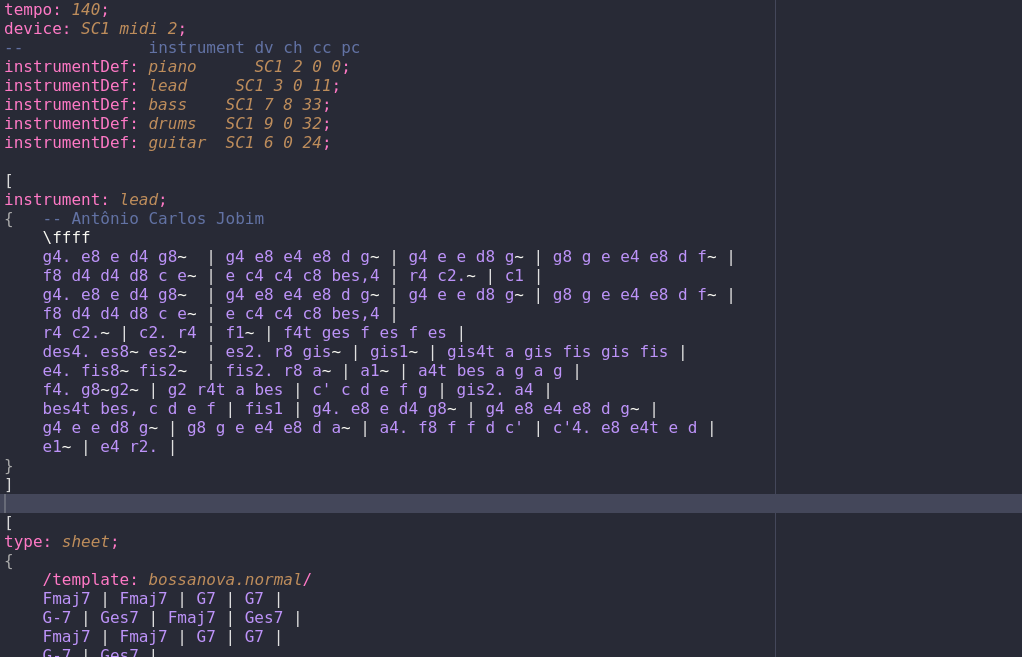 tempo: 140;
device: SC1 midi 2;
--             instrument dv ch cc pc
instrumentDef: piano      SC1 2 0 0;
instrumentDef: lead     SC1 3 0 11;
instrumentDef: bass    SC1 7 8 33;
instrumentDef: drums   SC1 9 0 32;
instrumentDef: guitar  SC1 6 0 24;
[
instrument: lead;
{   -- Antônio Carlos Jobim
    \ffff
    g4. e8 e d4 g8~  | g4 e8 e4 e8 d g~ | g4 e e d8 g~ | g8 g e e4 e8 d f~ |
    f8 d4 d4 d8 c e~ | e c4 c4 c8 bes,4 | r4 c2.~ | c1 |
    g4. e8 e d4 g8~  | g4 e8 e4 e8 d g~ | g4 e e d8 g~ | g8 g e e4 e8 d f~ |
    f8 d4 d4 d8 c e~ | e c4 c4 c8 bes,4 |
    r4 c2.~ | c2. r4 | f1~ | f4t ges f es f es |
    des4. es8~ es2~  | es2. r8 gis~ | gis1~ | gis4t a gis fis gis fis |
    e4. fis8~ fis2~  | fis2. r8 a~ | a1~ | a4t bes a g a g |
    f4. g8~g2~ | g2 r4t a bes | c' c d e f g | gis2. a4 |
    bes4t bes, c d e f | fis1 | g4. e8 e d4 g8~ | g4 e8 e4 e8 d g~ |
    g4 e e d8 g~ | g8 g e e4 e8 d a~ | a4. f8 f f d c' | c'4. e8 e4t e d |
    e1~ | e4 r2. |
}
]
[
type: sheet;
{
    /template: bossanova.normal/
    Fmaj7 | Fmaj7 | G7 | G7 |
    G-7 | Ges7 | Fmaj7 | Ges7 |
    Fmaj7 | Fmaj7 | G7 | G7 |
    G-7 | Ges7 |